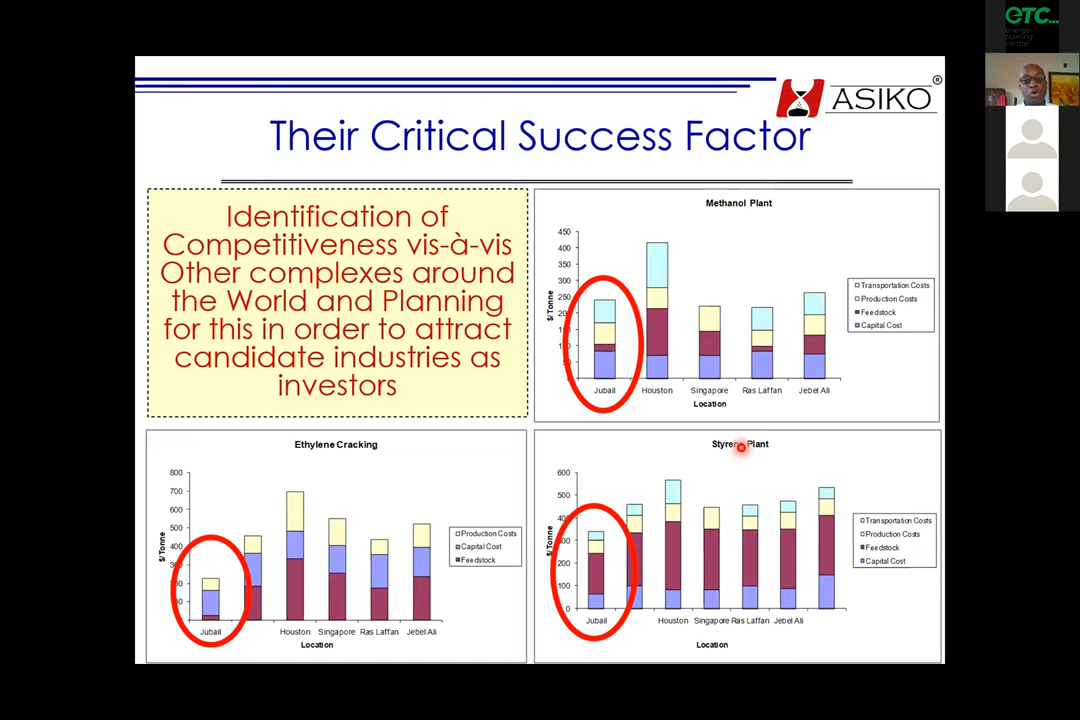 eTC...
energy
training
centre
ASIKO®
Their Critical Success Factor
Identification of
Competitiveness vis-à-vis
Other complexes around
the World and Planning
for this in order to attract
candidate industries as
investors
Methanol Plant
$/Tonne
450
400
350
300
250
Jubail Houston Singapore Ras Laffan Jebel Ali
Location
Transportation Costs
Production Costs
Feedstock
Capital Cost
Ethylene Cracking
$/Tonne
800
700
600
500
400
Jubail Houston Singapore Ras Laffan Jebel Ali
Location
Production Costs
Capital Cost
Feedstock
Plant
$/Tonne
600
500
200
100
0
Jubail Houston Singapore Ras Laffan Jebel Ali
Location
Transportation Costs
Production Costs
Feedstock
Capital Cost